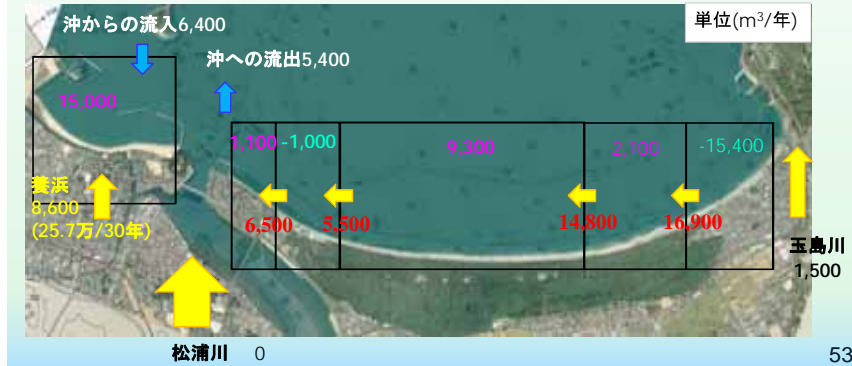 沖からの流入6,400
単位(m³/年)
沖への流出5,400
15,000
1,100
-1,000
9,300
2,100
-15,400
養浜
8,600
(25.7万/30年)
6,500
5,500
14,800
16,900
玉島川
1,500
松浦川 0
53